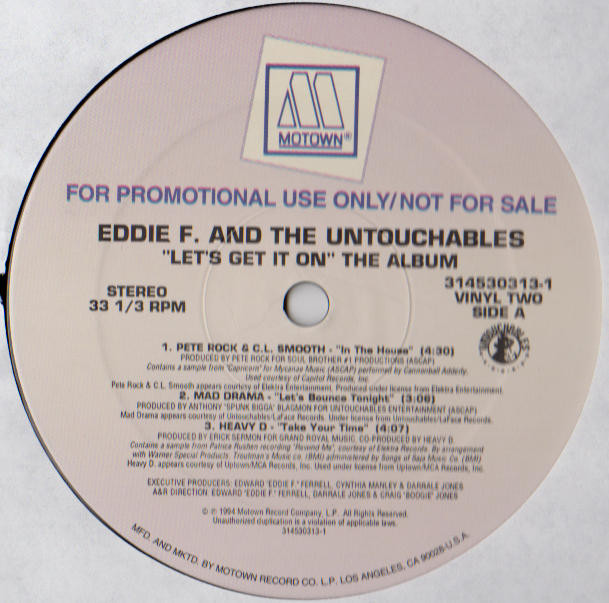 MOTOWN®
FOR PROMOTIONAL USE ONLY/NOT FOR SALE
EDDIE F. AND THE UNTOUCHABLES
"LET'S GET IT ON" THE ALBUM
STEREO
33 1/3 RPM
314530313-1
VINYL TWO
SIDE A
UNTOUCHABLES
1. PETE ROCK & C.L. SMOOTH - "In The House" (4:30)
PRODUCED BY PETE ROCK FOR SOUL BROTHER #1 PRODUCTIONS (ASCAP)
Contains a sample from "Capricorn" for Mycanae Music (ASCAP) performed by Cannonball Adderly.
Used courtesy of Capitol Records, Inc.
Pete Rock & C.L. Smooth appears courtesy of Elektra Entertainment. Produced under license from Elektra Entertainment.
2. MAD DRAMA - "Let's Bounce Tonight" (3:06)
PRODUCED BY ANTHONY "SPUNK BIGGA" BLAGMON FOR UNTOUCHABLES ENTERTAINMENT (ASCAP)
Mad Drama appears courtesy of Untouchables/LaFace Records. Under license from Untouchables/LaFace Records.
3. HEAVY D - "Take Your Time" (4:07)
PRODUCED BY ERICK SERMON FOR GRAND ROYAL MUSIC, CO-PRODUCED BY HEAVY D.
Contains a sample from Patrice Rushen recording "Remind Me", courtesy of Elektra Records. By arrangement
with Warner Special Products. Troutman's Music co. (BMI) administered by Songs of Saja Music Co. (BMI)
Heavy D. appears courtesy of Uptown/MCA Records, Inc. Used under license from Uptown/MCA Records, Inc.
EXECUTIVE PRODUCERS: EDWARD "EDDIE F." FERRELL, CYNTHIA MANLEY & DARRALE JONES
A&R DIRECTION: EDWARD "EDDIE F." FERRELL, DARRALE JONES & CRAIG "BOOGIE" JONES
© ℗ 1994 Motown Record Company, L.P. All Rights Reserved.
Unauthorized duplication is a violation of applicable laws.
314530313-1
MFD. AND MKTD. BY MOTOWN RECORD CO. L.P. LOS ANGELES, CA 90028-U.S.A.